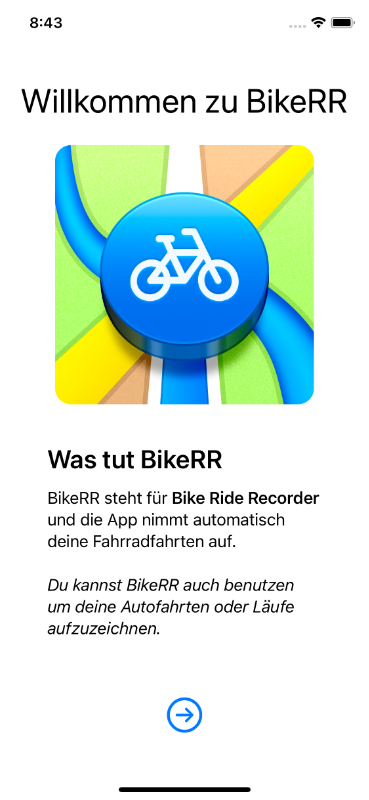 8:43
Willkommen zu BikeRR
Was tut BikeRR
BikeRR steht für Bike Ride Recorder
und die App nimmt automatisch
deine Fahrradfahrten auf.
Du kannst BikeRR auch benutzen
um deine Autofahrten oder Läufe
aufzuzeichnen.